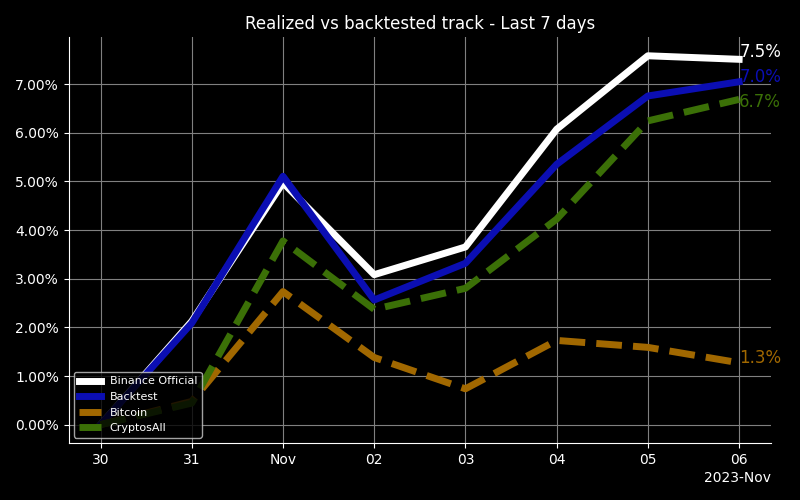 Realized vs backtested track - Last 7 days
7.5%
7.0%
6.7%
1.3%
7.00%
6.00%
5.00%
4.00%
3.00%
2.00%
1.00%
0.00%
Binance Official
Backtest
Bitcoin
CryptosAll
30 31 Nov 02 03 04 05 06
2023-Nov